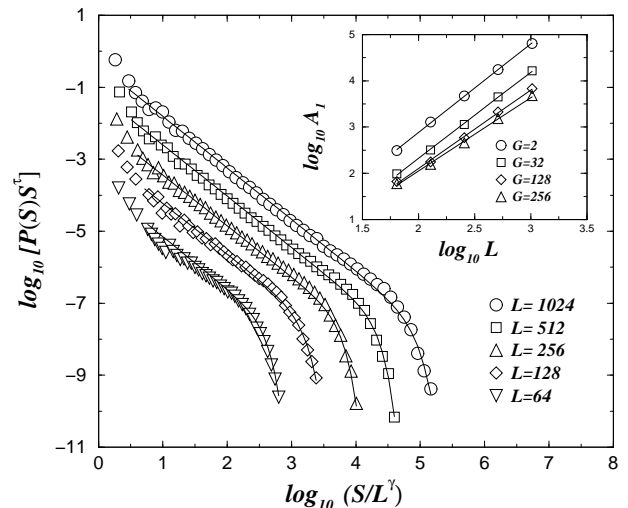 −1
−3
−5
−7
−9
−11
log₁₀ [P(S)S^τ]
0 1 2 3 4 5 6 7 8
log₁₀ (S/L^γ)
5
4
3
2
1
log₁₀ A₁
1.5 2.0 2.5 3.0 3.5
log₁₀ L
G=2
G=32
G=128
G=256
L= 1024
L= 512
L= 256
L=128
L=64